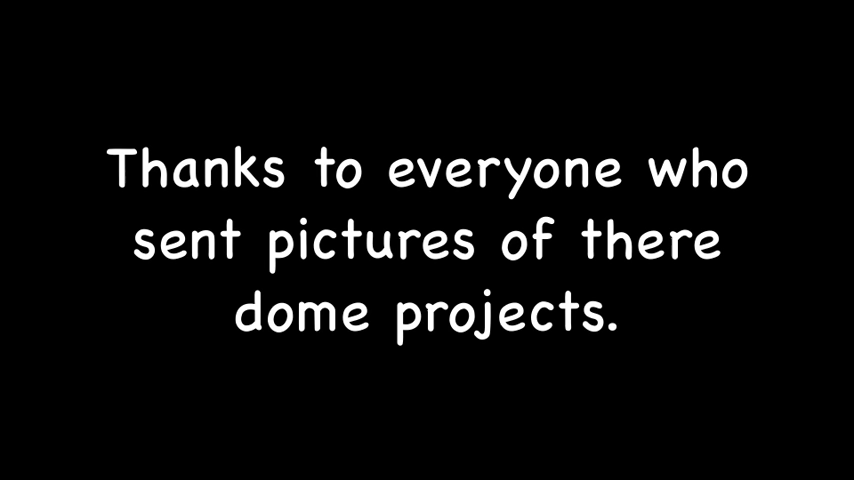 Thanks to everyone who
sent pictures of there
dome projects.